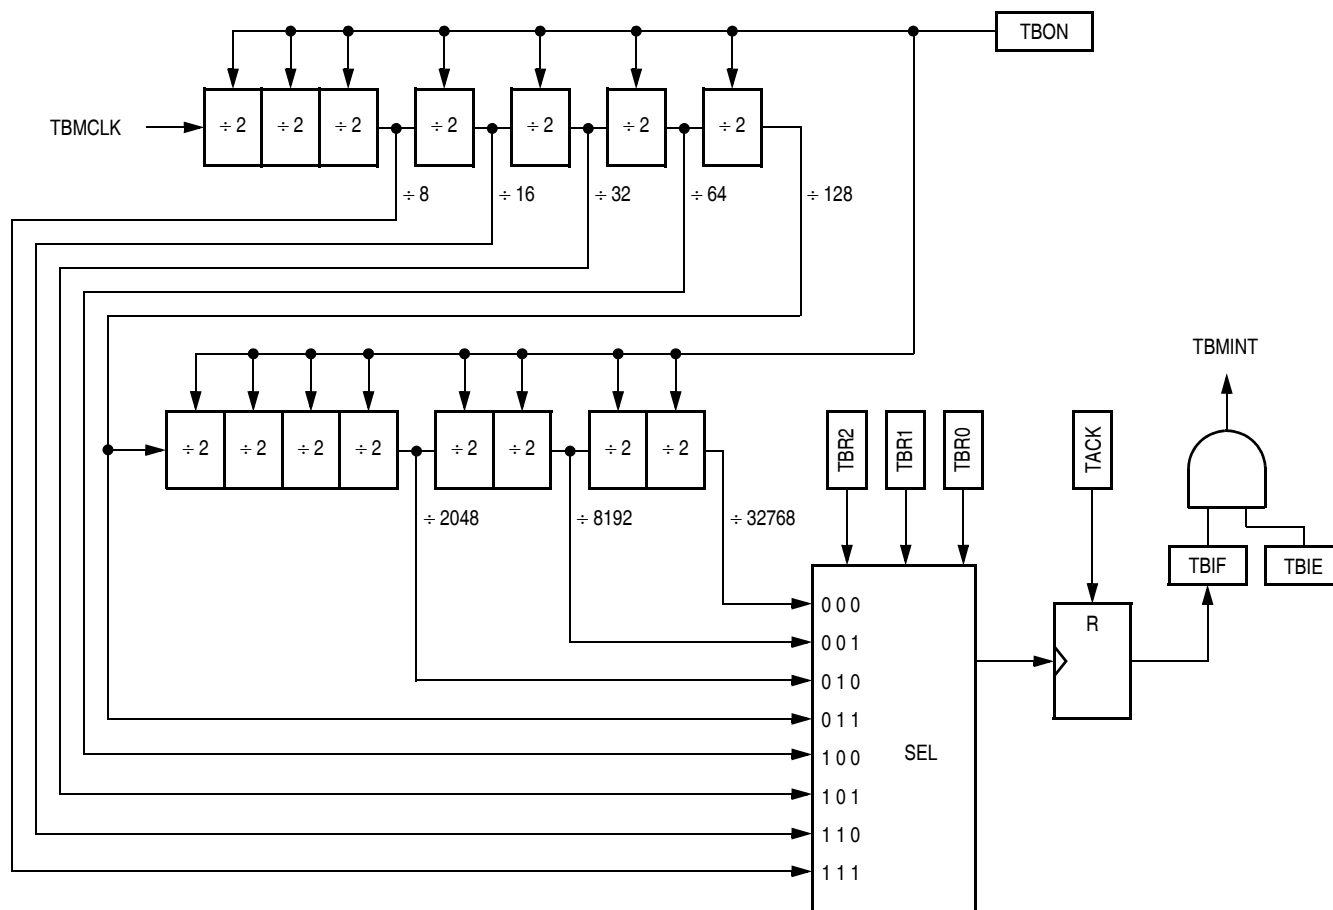 TBON
TBMCLK
÷ 2 ÷ 2 ÷ 2 ÷ 2 ÷ 2 ÷ 2 ÷ 2
÷ 8 ÷ 16 ÷ 32 ÷ 64 ÷ 128
TBMINT
÷ 2 ÷ 2 ÷ 2 ÷ 2 ÷ 2 ÷ 2 ÷ 2 ÷ 2
TBR2 TBR1 TBR0 TACK
÷ 2048 ÷ 8192 ÷ 32768
TBIF TBIE
0 0 0
R
0 0 1
0 1 0
0 1 1
1 0 0
SEL
1 0 1
1 1 0
1 1 1